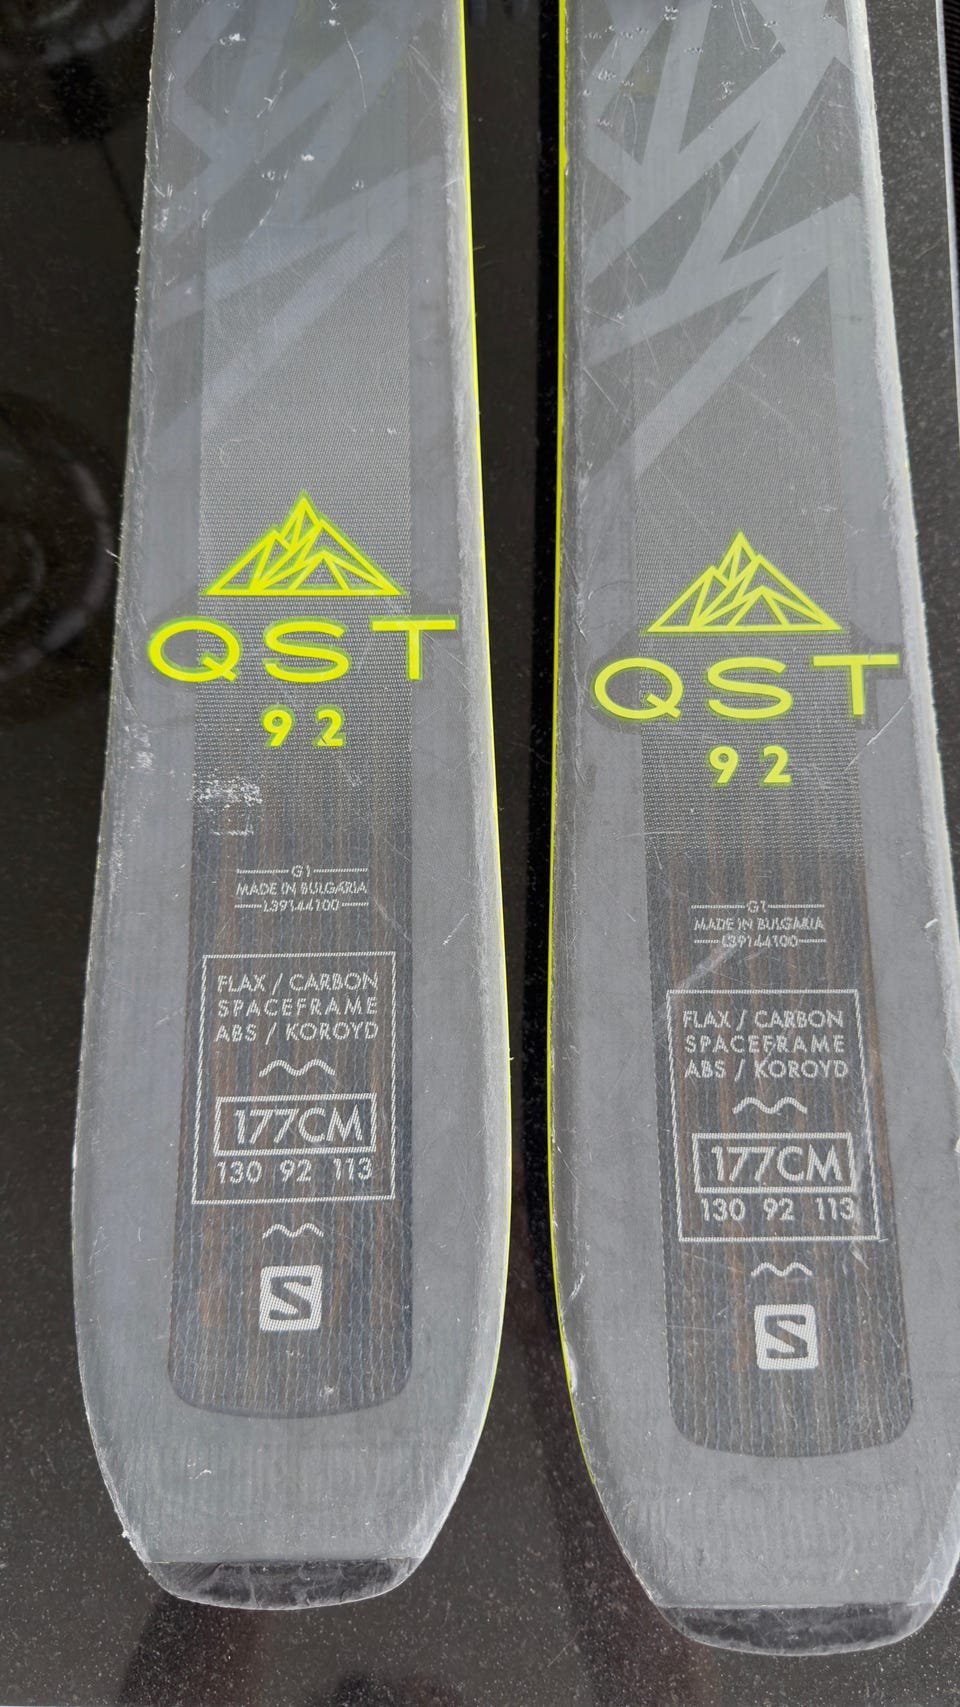 QST
92
G1
MADE IN BULGARIA
L39144100
FLAX / CARBON
SPACEFRAME
ABS / KOROYD
177CM
130 92 113
S
QST
92
G1
MADE IN BULGARIA
L39144100
FLAX / CARBON
SPACEFRAME
ABS / KOROYD
177CM
130 92 113
S